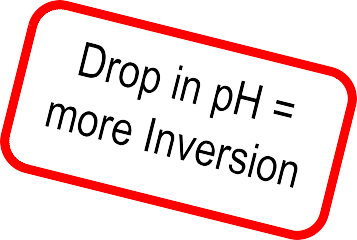 Drop in pH =
more Inversion